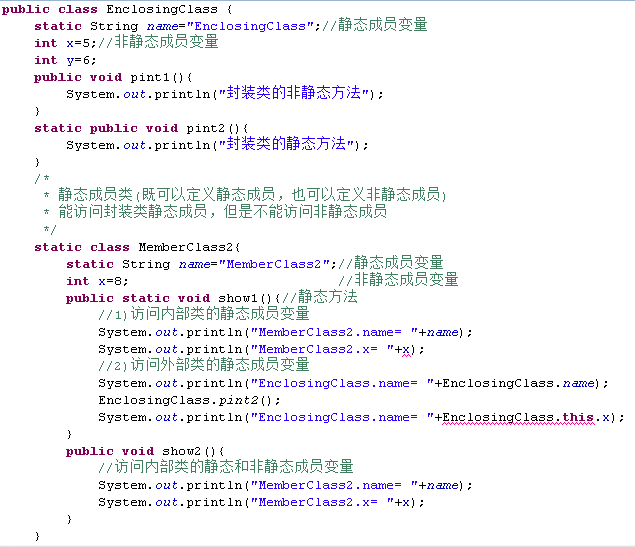 public class EnclosingClass {
    static String name="EnclosingClass";//静态成员变量
    int x=5;//非静态成员变量
    int y=6;
    public void pint1(){
        System.out.println("封装类的非静态方法");
    }
    static public void pint2(){
        System.out.println("封装类的静态方法");
    }
    /*
     * 静态成员类(既可以定义静态成员，也可以定义非静态成员)
     * 能访问封装类静态成员，但是不能访问非静态成员
     */
    static class MemberClass2{
        static String name="MemberClass2";//静态成员变量
        int x=8;                          //非静态成员变量
        public static void show1(){//静态方法
            //1)访问内部类的静态成员变量
            System.out.println("MemberClass2.name= "+name);
            System.out.println("MemberClass2.x= "+x);
            //2)访问外部类的静态成员变量
            System.out.println("EnclosingClass.name= "+EnclosingClass.name);
            EnclosingClass.pint2();
            System.out.println("EnclosingClass.name= "+EnclosingClass.this.x);
        }
        public void show2(){
            //访问内部类的静态和非静态成员变量
            System.out.println("MemberClass2.name= "+name);
            System.out.println("MemberClass2.x= "+x);
        }
    }